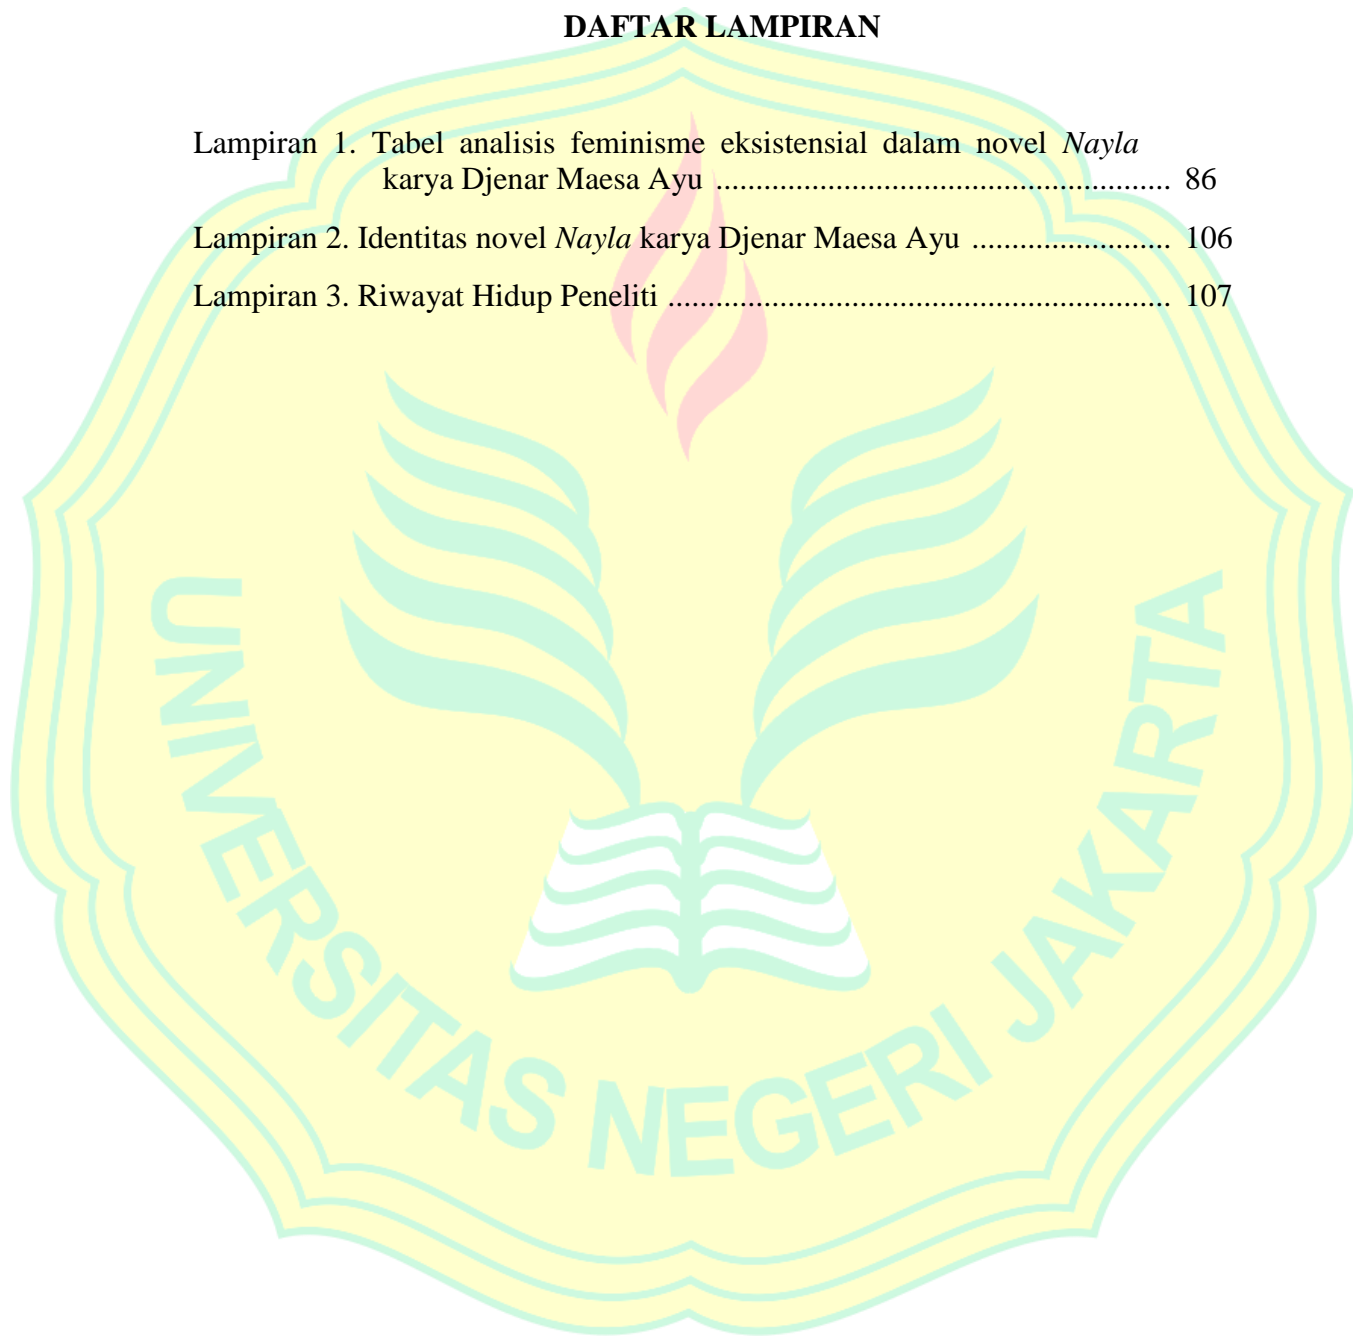 DAFTAR LAMPIRAN
Lampiran 1. Tabel analisis feminisme eksistensial dalam novel Nayla
karya Djenar Maesa Ayu ........................................................ 86
Lampiran 2. Identitas novel Nayla karya Djenar Maesa Ayu ......................... 106
Lampiran 3. Riwayat Hidup Peneliti .............................................................. 107
UNIVERSITAS NEGERI JAKARTA